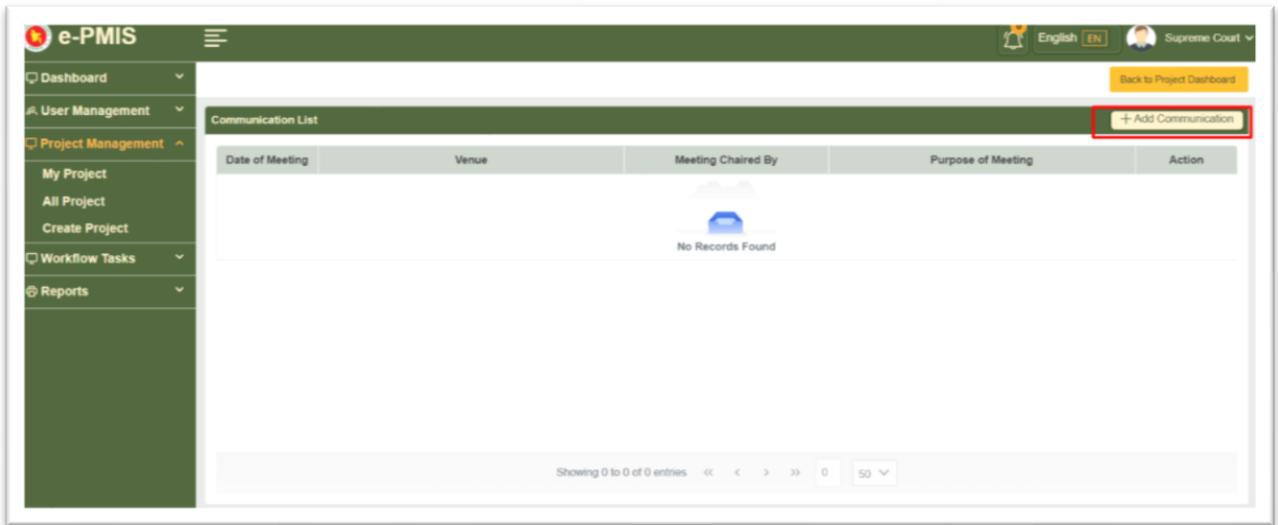 e-PMIS
English EN
Supreme Court
Dashboard
User Management
Project Management
My Project
All Project
Create Project
Workflow Tasks
Reports
Back to Project Dashboard
Communication List
+ Add Communication
Date of Meeting Venue Meeting Chaired By Purpose of Meeting Action
No Records Found
Showing 0 to 0 of 0 entries << < > >> 0 50